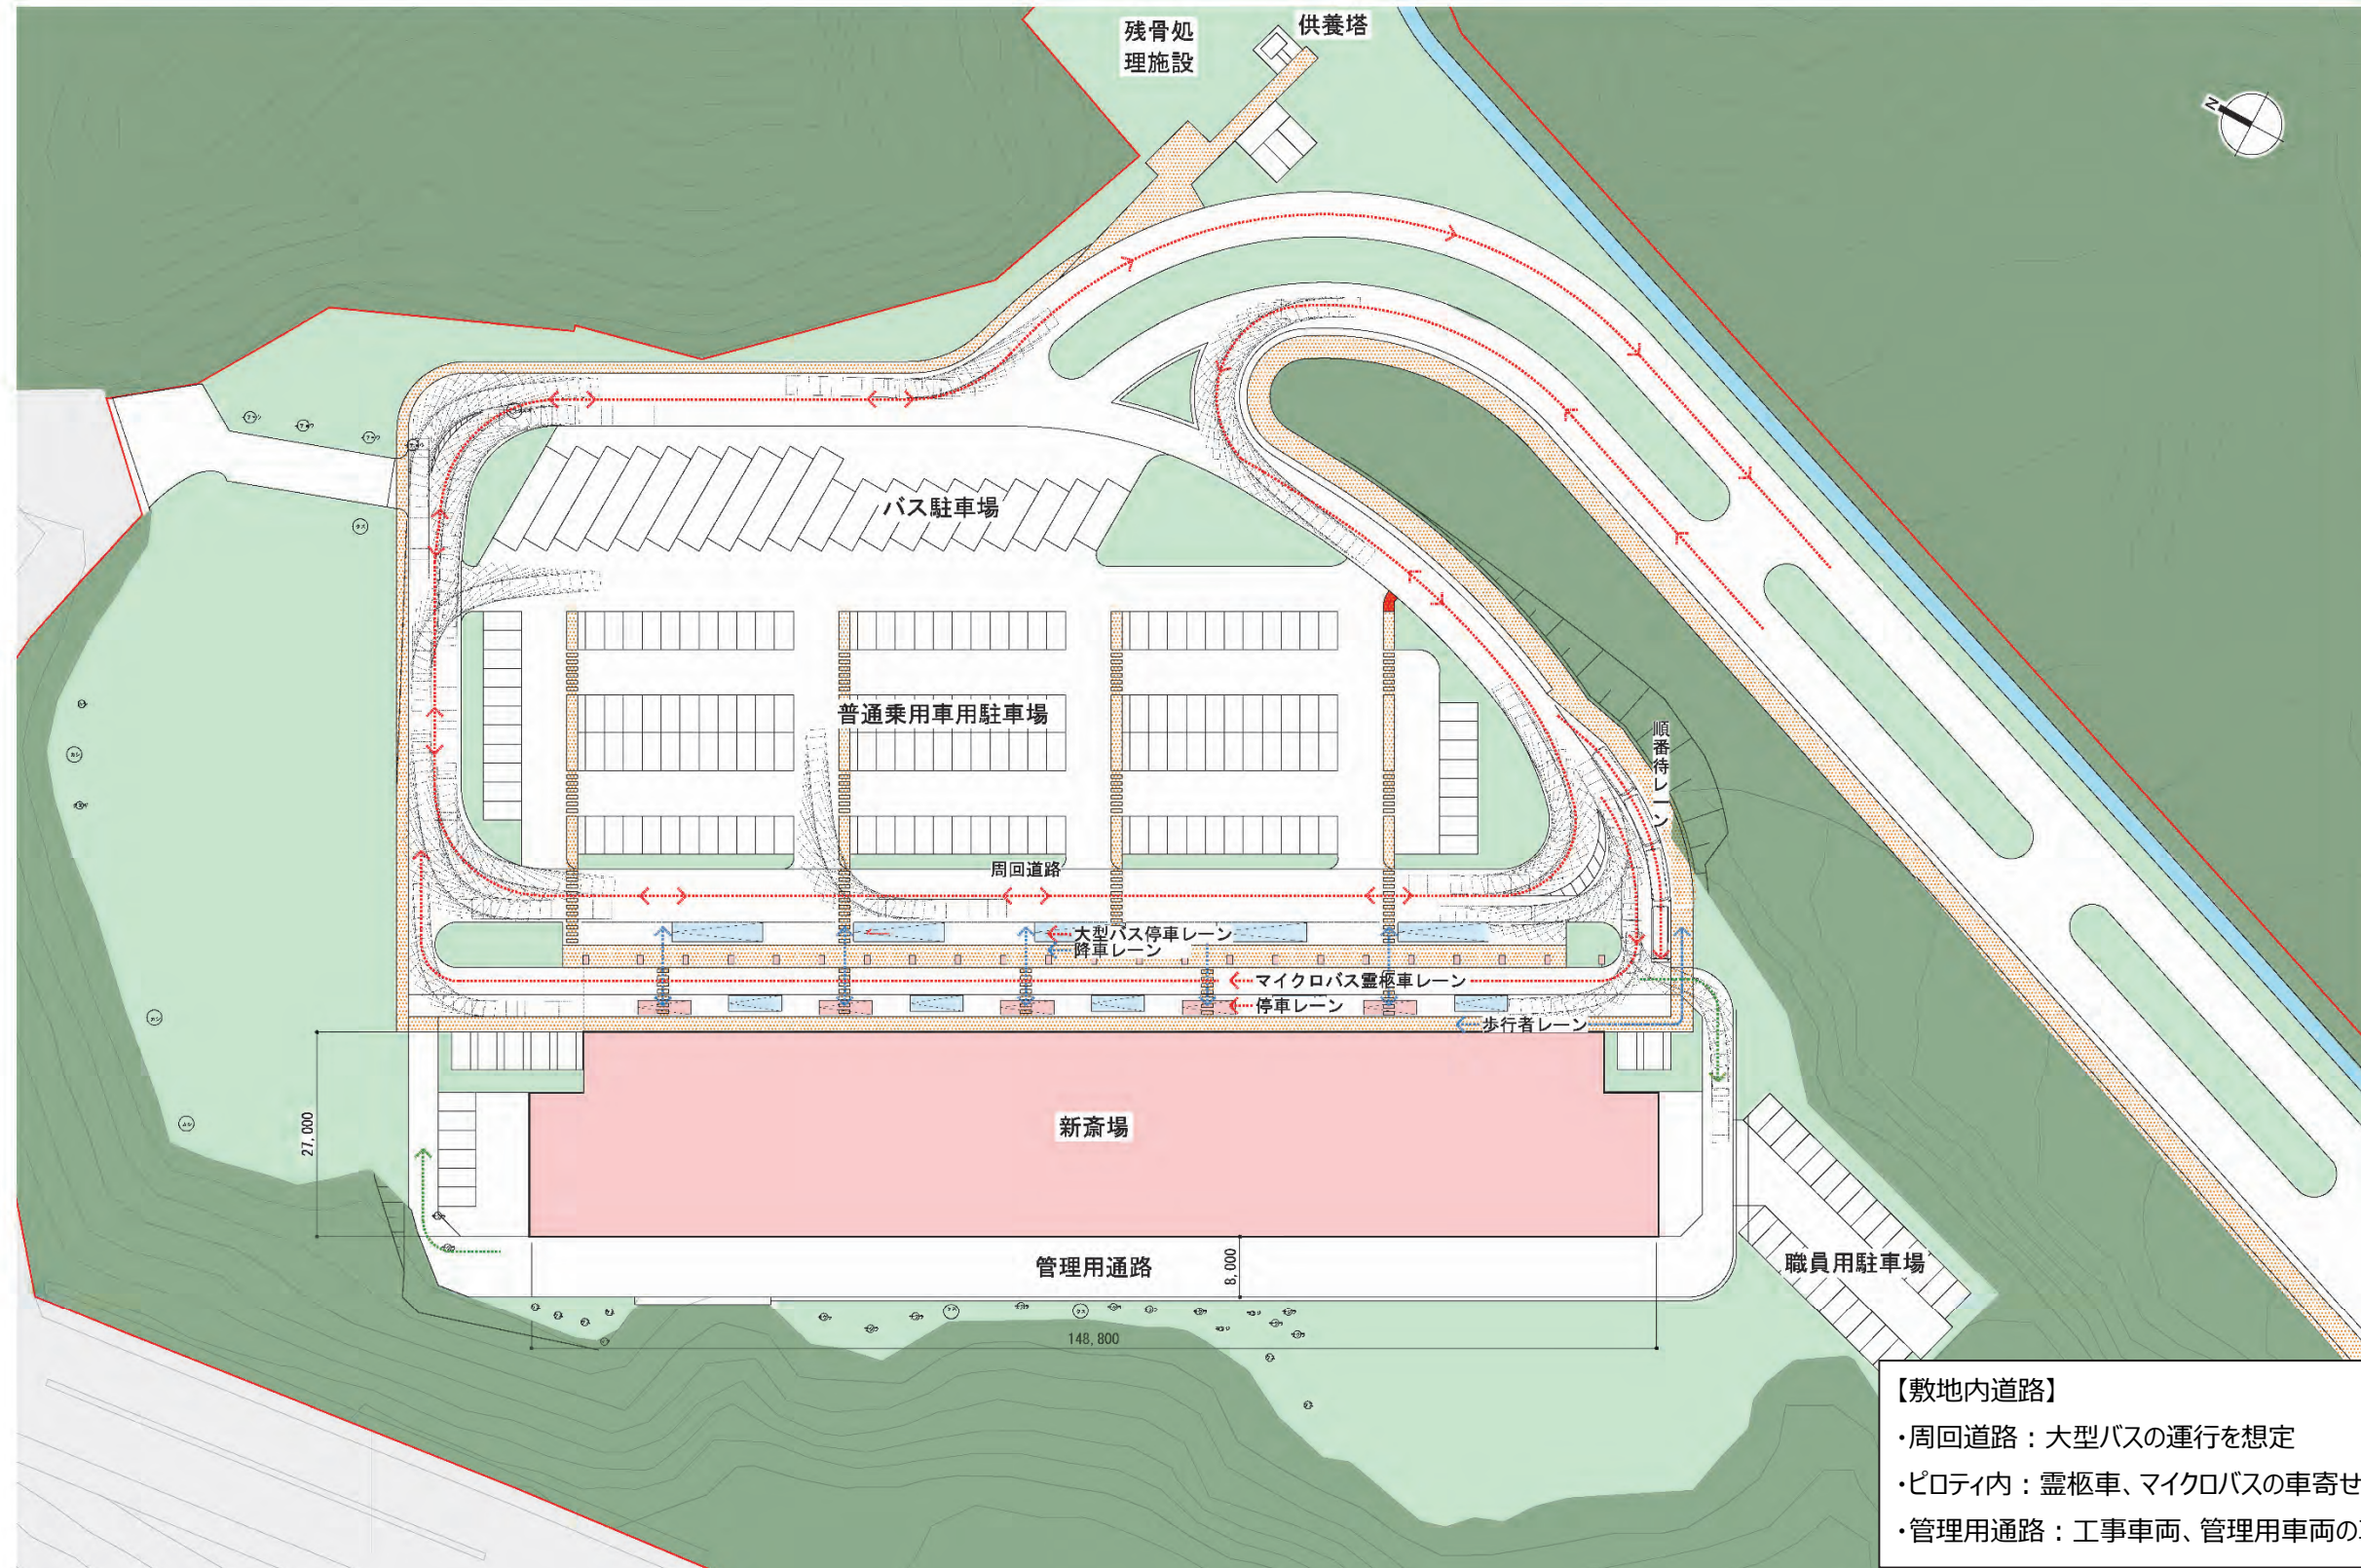 残骨処
理施設
供養塔
N
バス駐車場
普通乗用車用駐車場
順番待レーン
周回道路
大型バス停車レーン
降車レーン
マイクロバス霊柩車レーン
停車レーン
歩行者レーン
27,000
新斎場
管理用通路
8,000
職員用駐車場
148,800
【敷地内道路】
・周回道路：大型バスの運行を想定
・ピロティ内：霊柩車、マイクロバスの車寄せ
・管理用通路：工事車両、管理用車両の